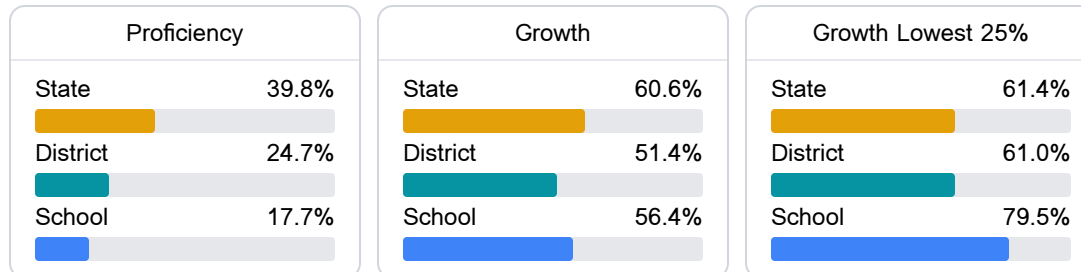 Proficiency
State 39.8%
District 24.7%
School 17.7%
Growth
State 60.6%
District 51.4%
School 56.4%
Growth Lowest 25%
State 61.4%
District 61.0%
School 79.5%